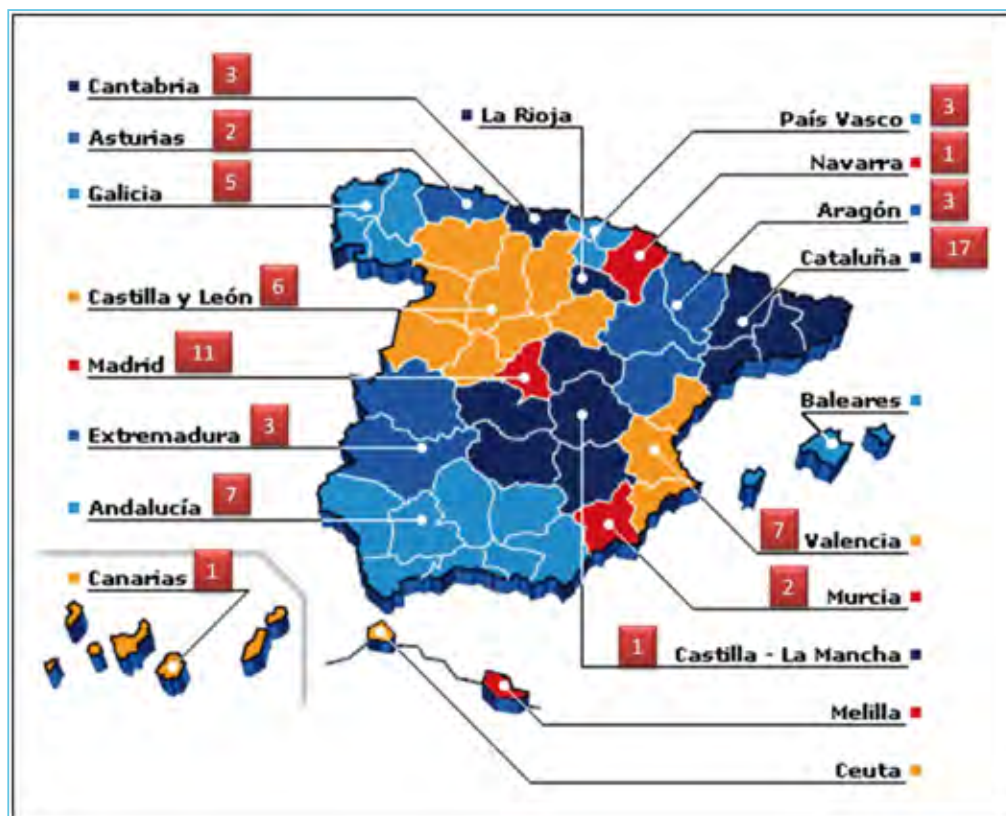 Cantabria 3
Asturias 2
Galicia 5
Castilla y León 6
Madrid 11
Extremadura 3
Andalucía 7
Canarias 1
La Rioja
País Vasco 3
Navarra 1
Aragón 3
Cataluña 17
Baleares
7 Valencia
2 Murcia
1 Castilla - La Mancha
Melilla
Ceuta